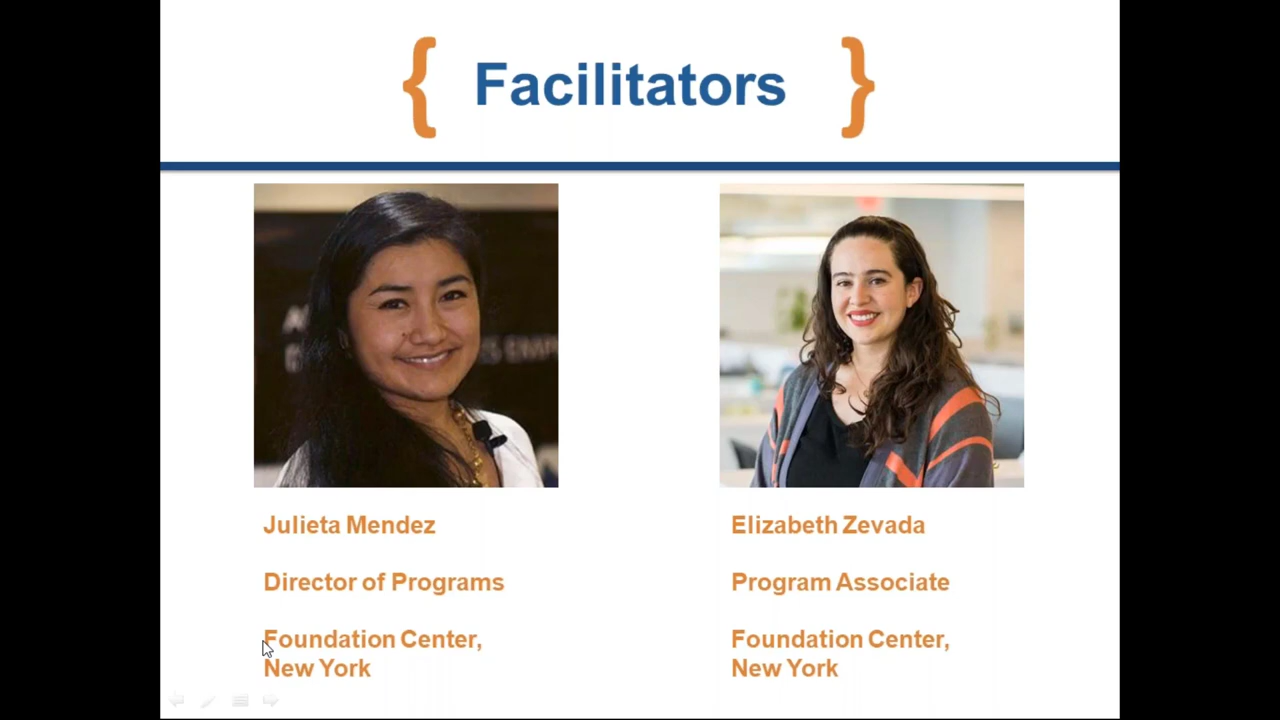 { Facilitators }
Julieta Mendez
Elizabeth Zevada
Director of Programs
Program Associate
Foundation Center,
New York
Foundation Center,
New York